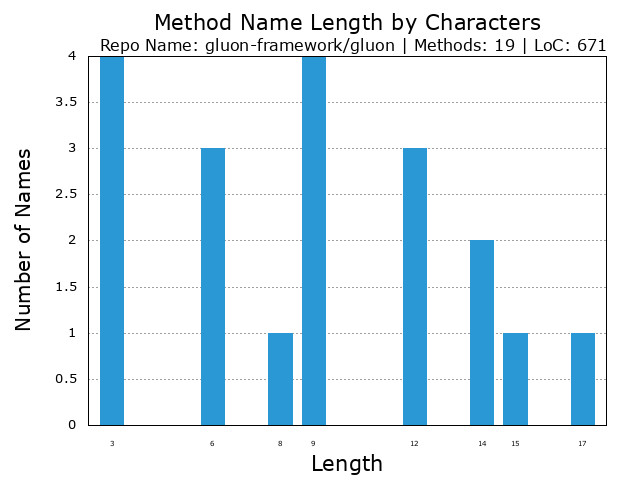 Method Name Length by Characters
Repo Name: gluon-framework/gluon | Methods: 19 | LoC: 671
Number of Names
4
3.5
3
2.5
2
1.5
1
0.5
0
3 6 8 9 12 14 15 17
Length